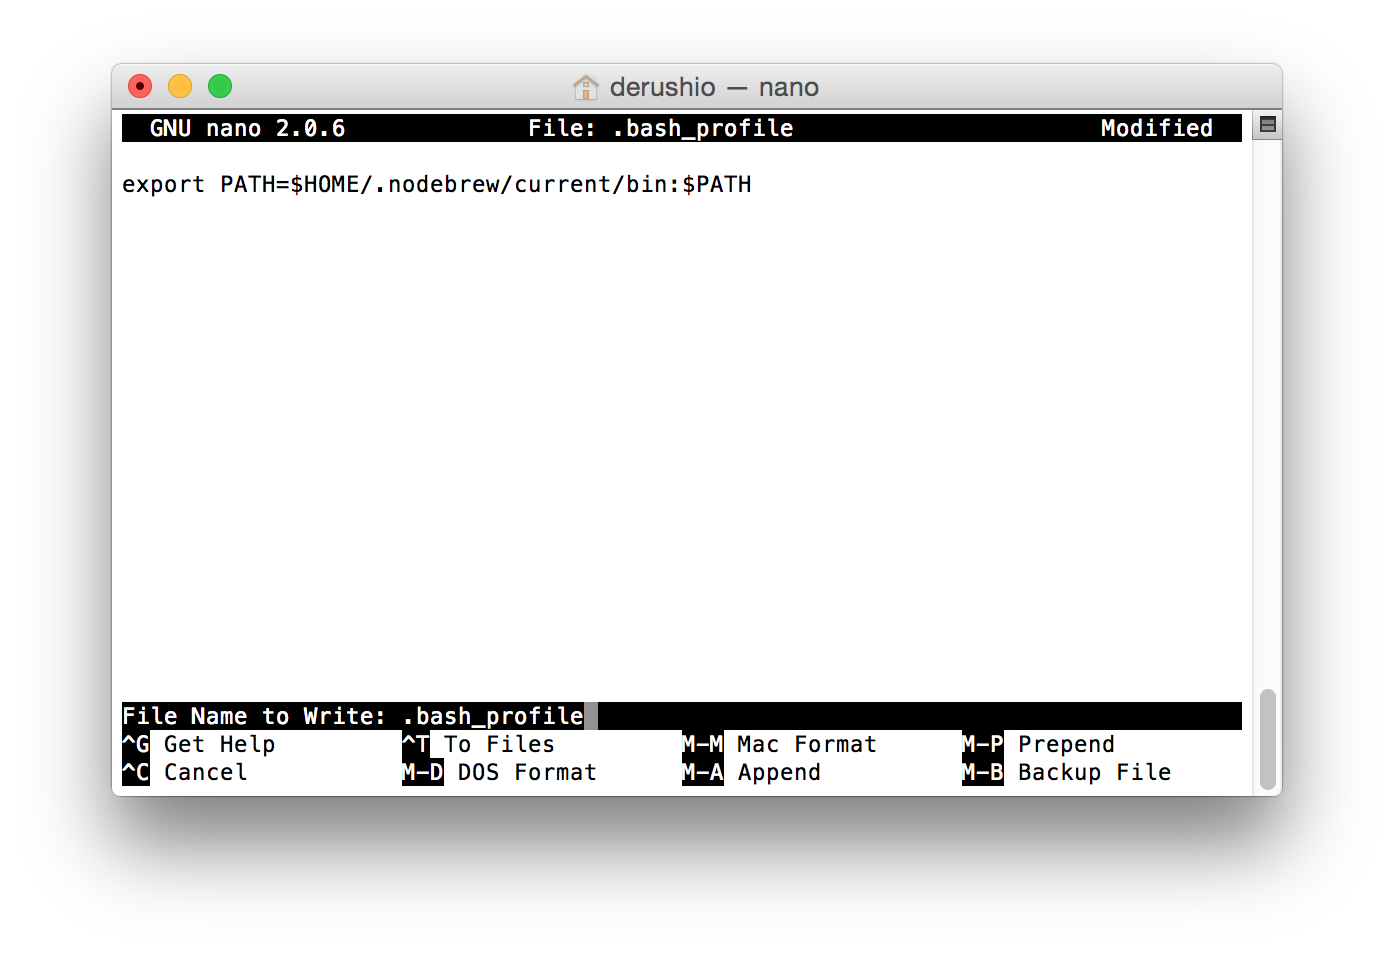 derushio — nano
GNU nano 2.0.6 File: .bash_profile Modified
export PATH=$HOME/.nodebrew/current/bin:$PATH
File Name to Write: .bash_profile
^G Get Help ^T To Files M-M Mac Format M-P Prepend
^C Cancel M-D DOS Format M-A Append M-B Backup File